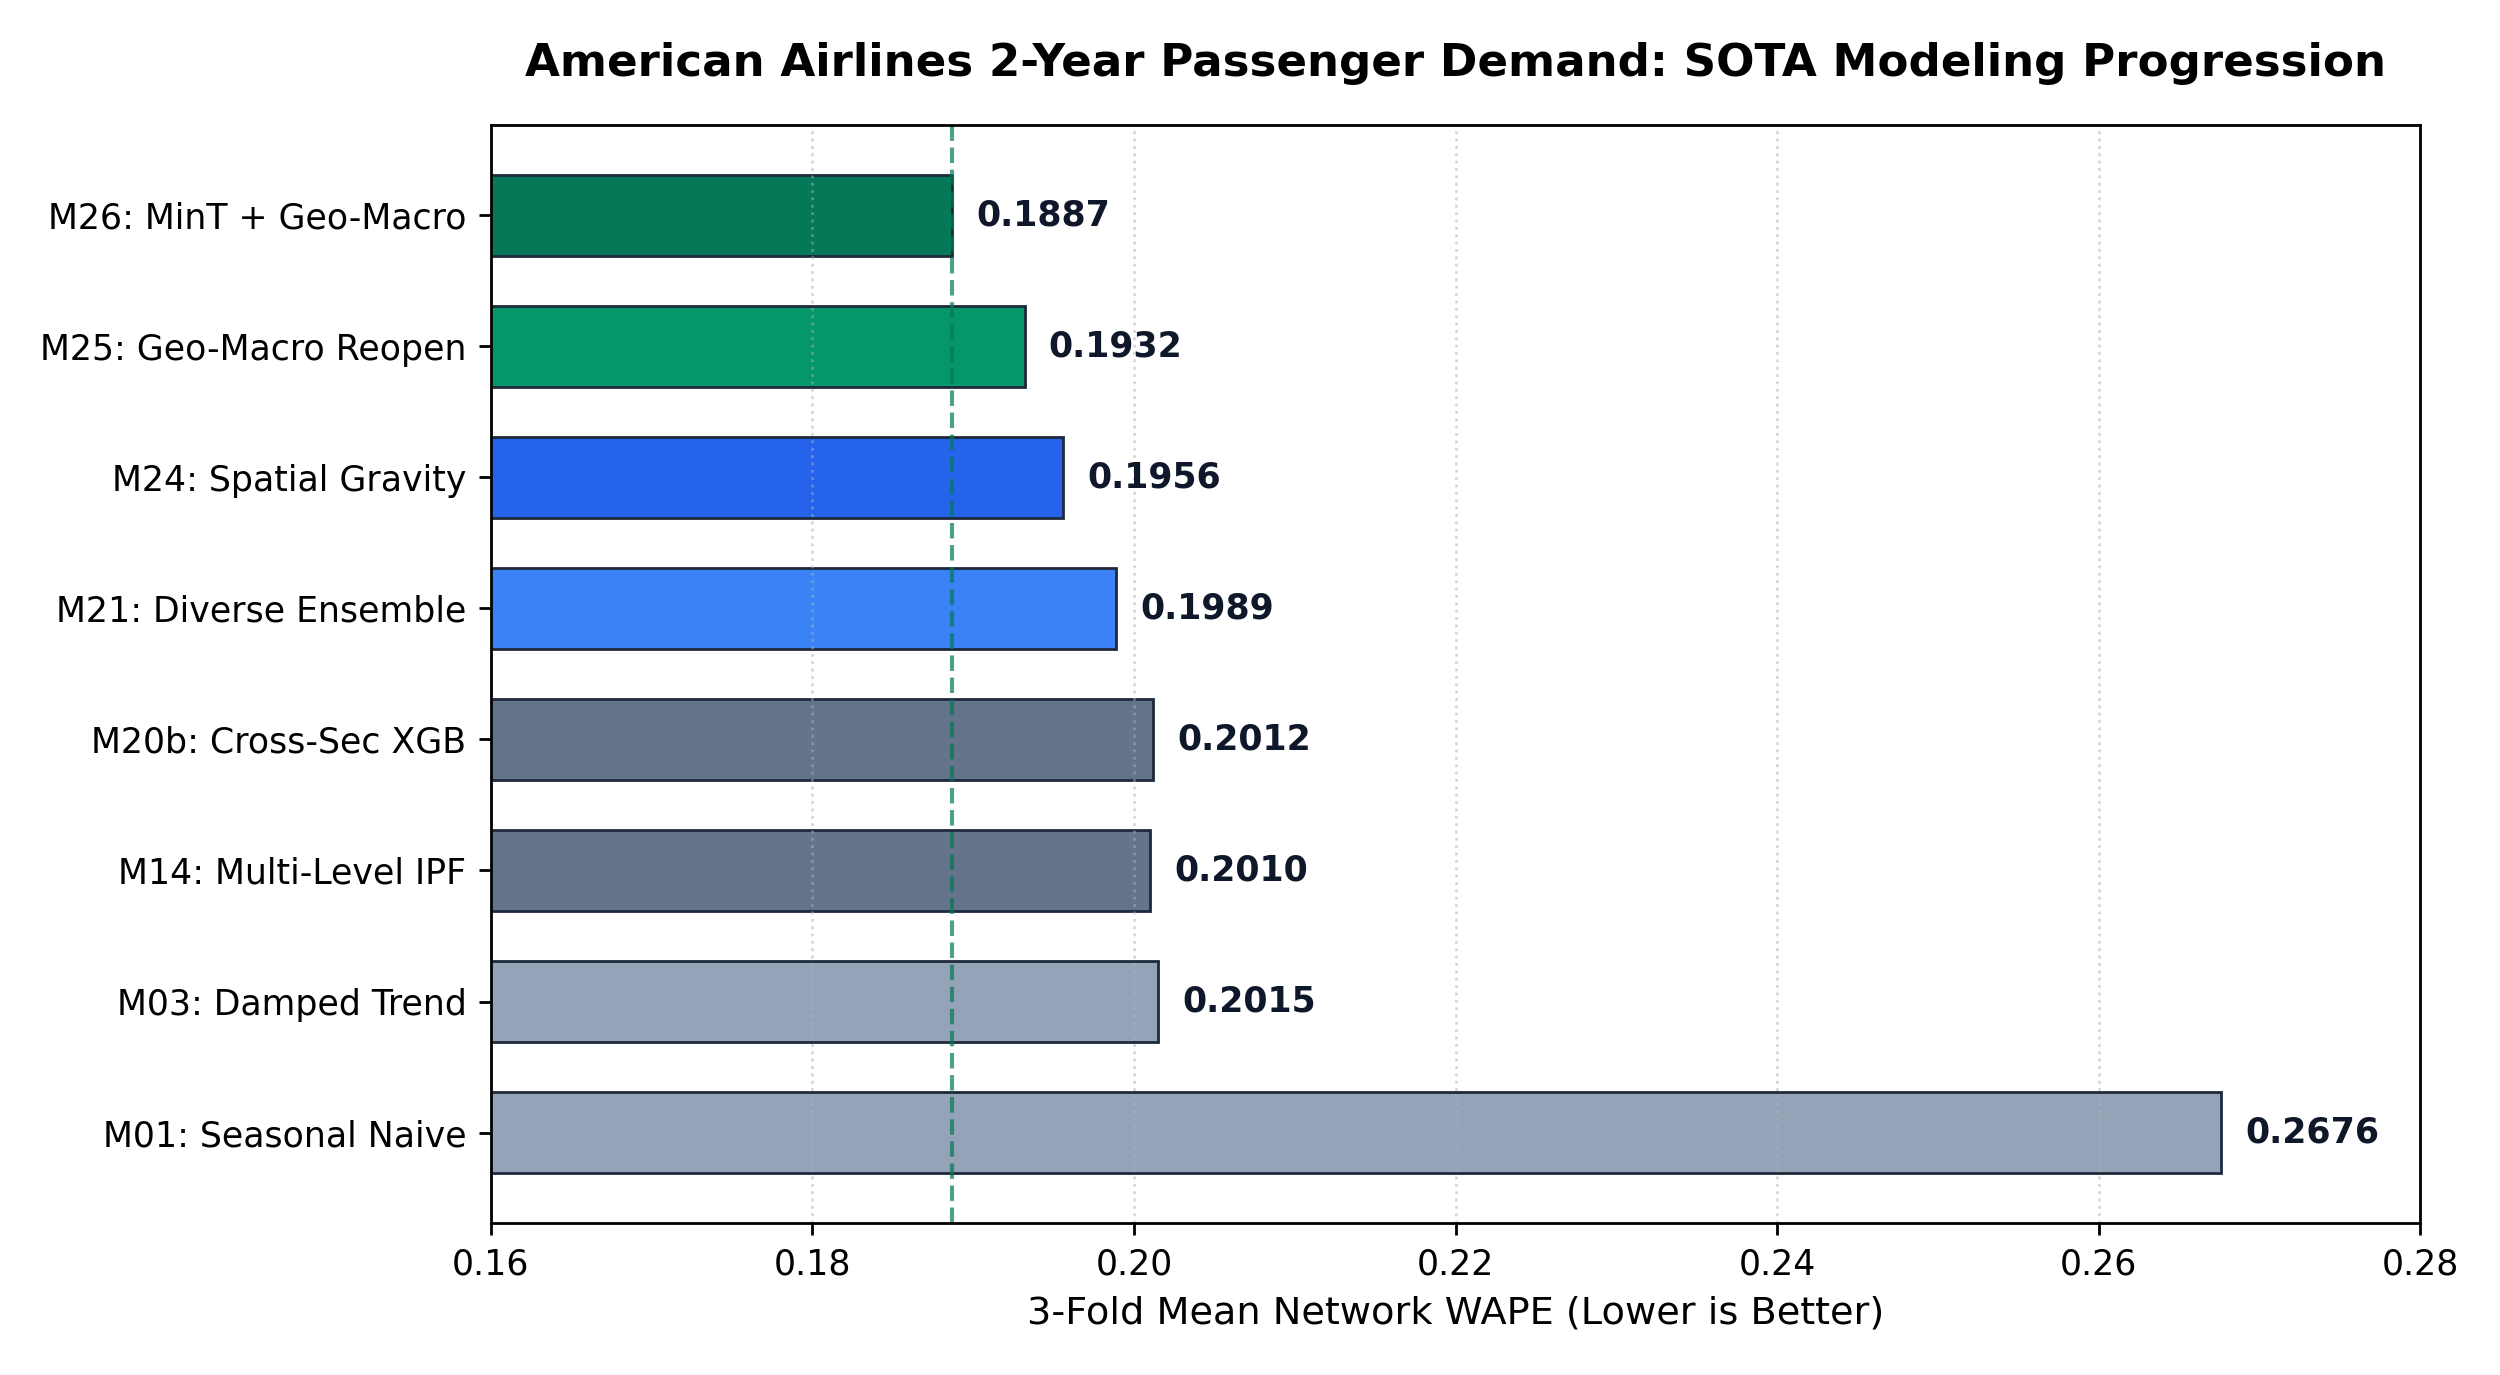 American Airlines 2-Year Passenger Demand: SOTA Modeling Progression
M26: MinT + Geo-Macro 0.1887
M25: Geo-Macro Reopen 0.1932
M24: Spatial Gravity 0.1956
M21: Diverse Ensemble 0.1989
M20b: Cross-Sec XGB 0.2012
M14: Multi-Level IPF 0.2010
M03: Damped Trend 0.2015
M01: Seasonal Naive 0.2676
0.16 0.18 0.20 0.22 0.24 0.26 0.28
3-Fold Mean Network WAPE (Lower is Better)